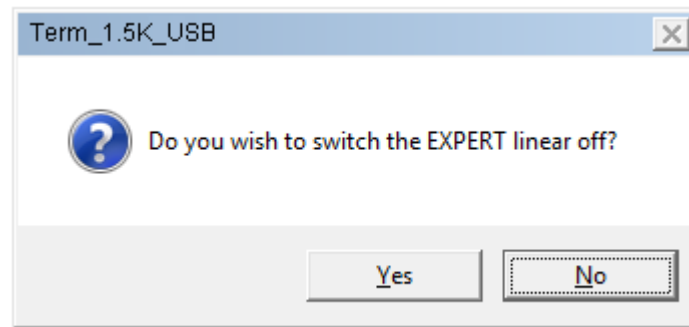 Term_1.5K_USB
Do you wish to switch the EXPERT linear off?
Yes
No